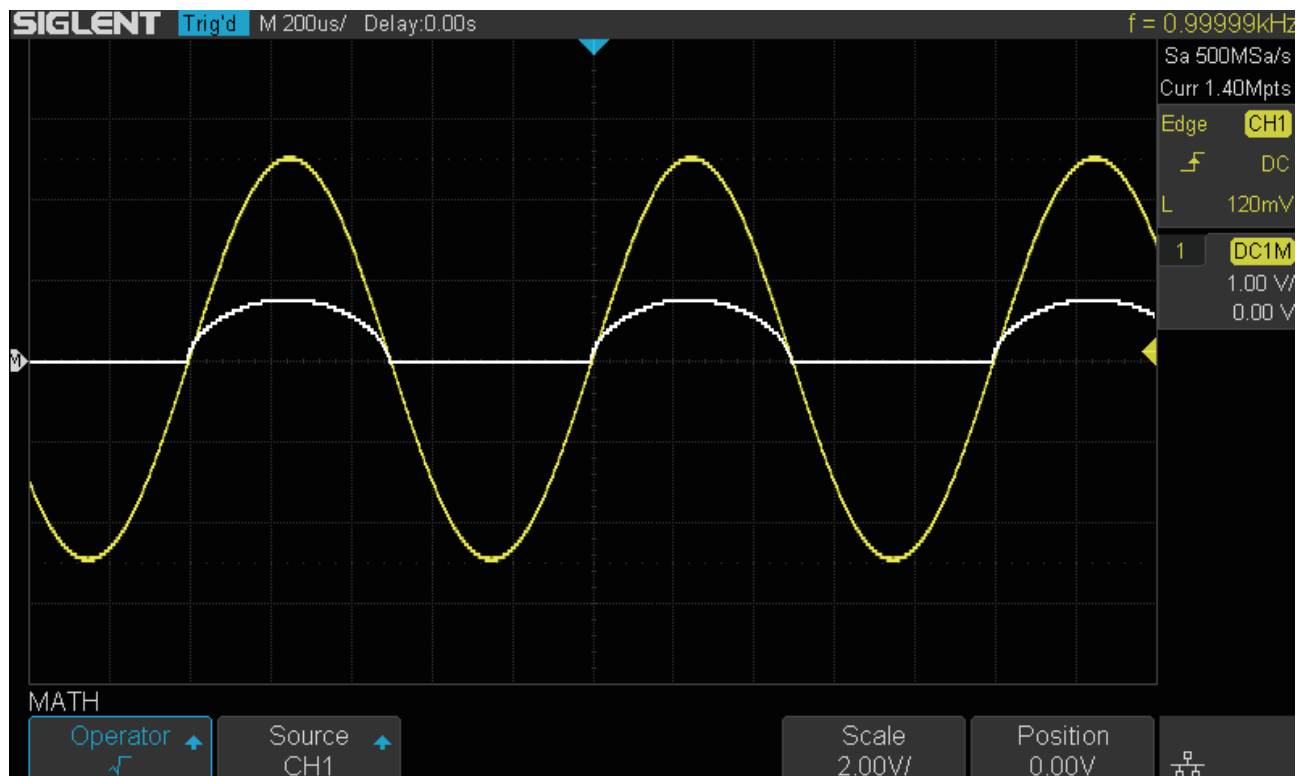 SIGLENT Trig'd M 200us/ Delay:0.00s f = 0.99999kHz
Sa 500MSa/s
Curr 1.40Mpts
Edge CH1
DC
L 120mV
1 DC1M
1.00 V/
0.00 V
M
MATH
Operator Source Scale Position
√ CH1 2.00V/ 0.00V